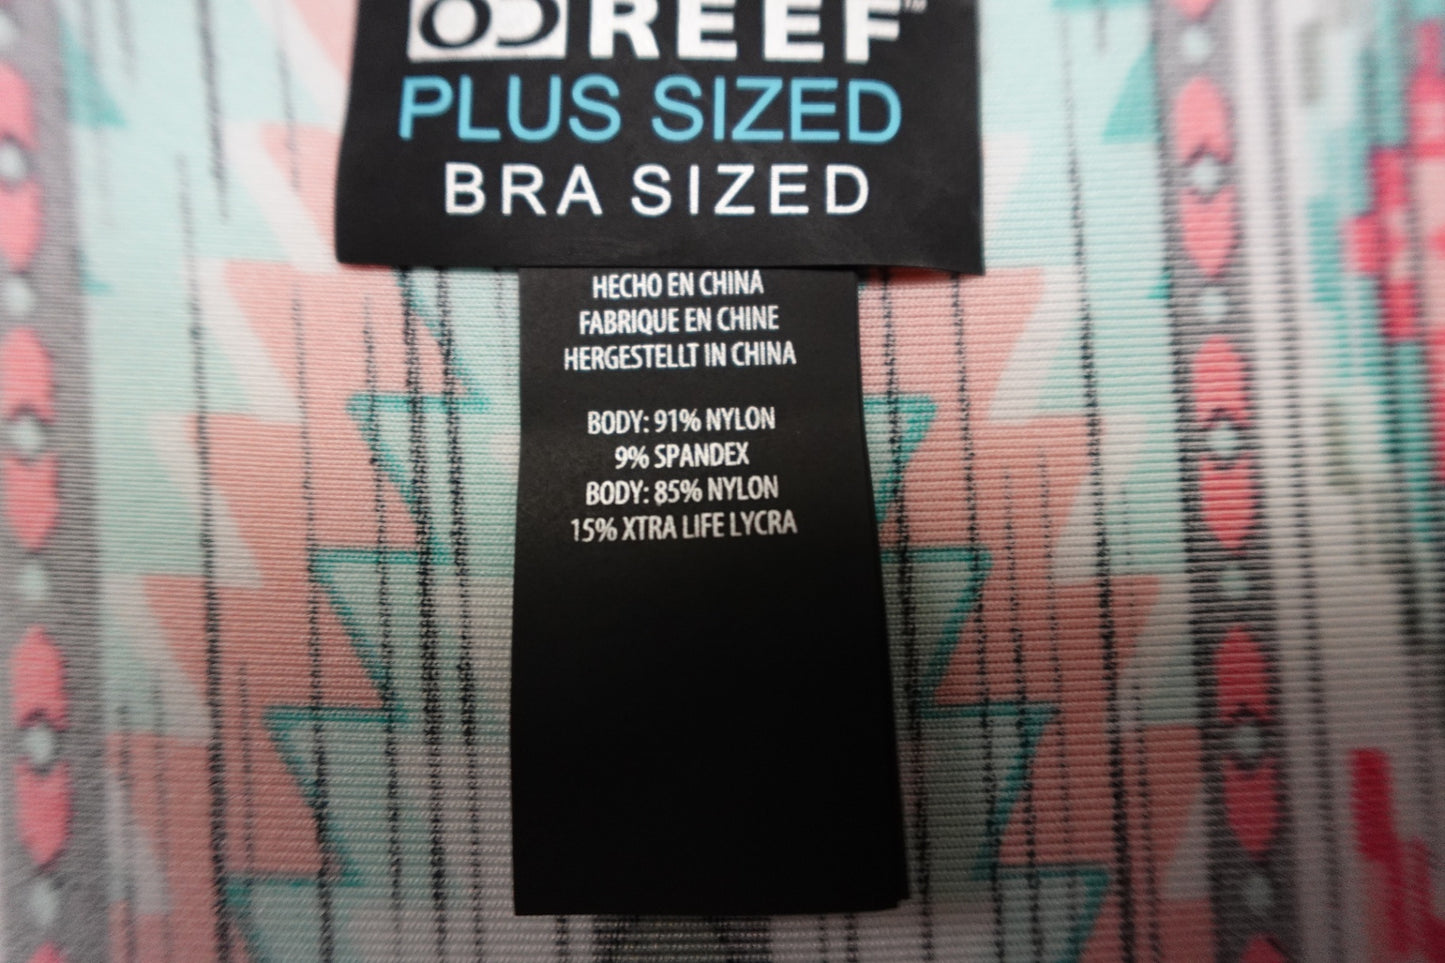 REEF™
PLUS SIZED
BRA SIZED
HECHO EN CHINA
FABRIQUE EN CHINE
HERGESTELLT IN CHINA
BODY: 91% NYLON
9% SPANDEX
BODY: 85% NYLON
15% XTRA LIFE LYCRA